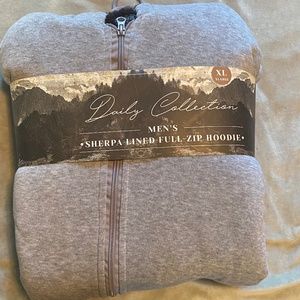 XL
Daily Collection
MEN'S
•SHERPA LINED FULL-ZIP HOODIE•